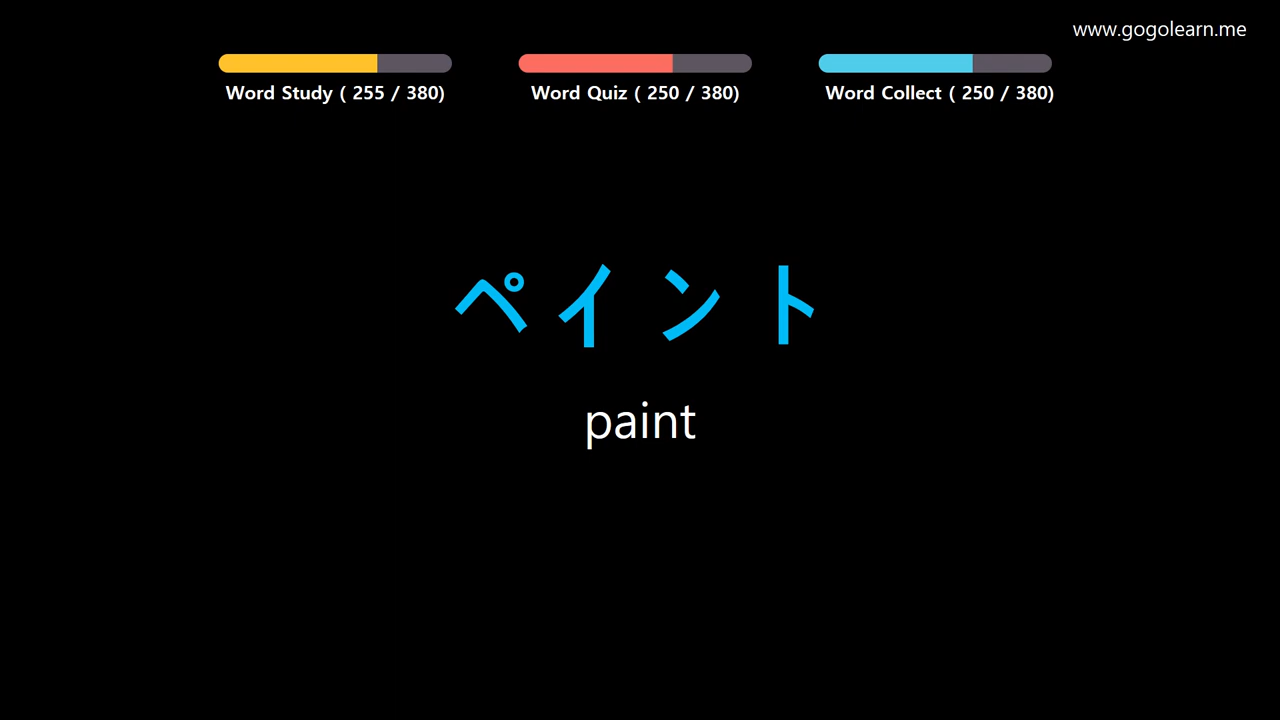 www.gogolearn.me
Word Study ( 255 / 380)
Word Quiz ( 250 / 380)
Word Collect ( 250 / 380)
ペイント
paint